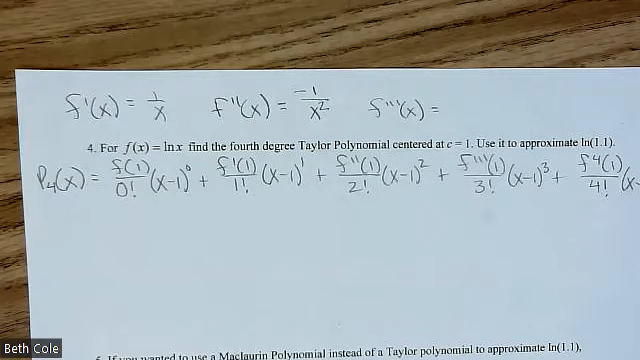 f'(x) = 1/x f''(x) = -1/x² f'''(x) =
4. For f(x) = ln x find the fourth degree Taylor Polynomial centered at c = 1. Use it to approximate ln(1.1).
P₄(x) = f(1)/0! (x-1)⁰ + f'(1)/1! (x-1)¹ + f''(1)/2! (x-1)² + f'''(1)/3! (x-1)³ + f⁴(1)/4! (x-
Beth Cole
If you wanted to use a Maclaurin Polynomial instead of a Taylor polynomial to approximate ln(1.1),